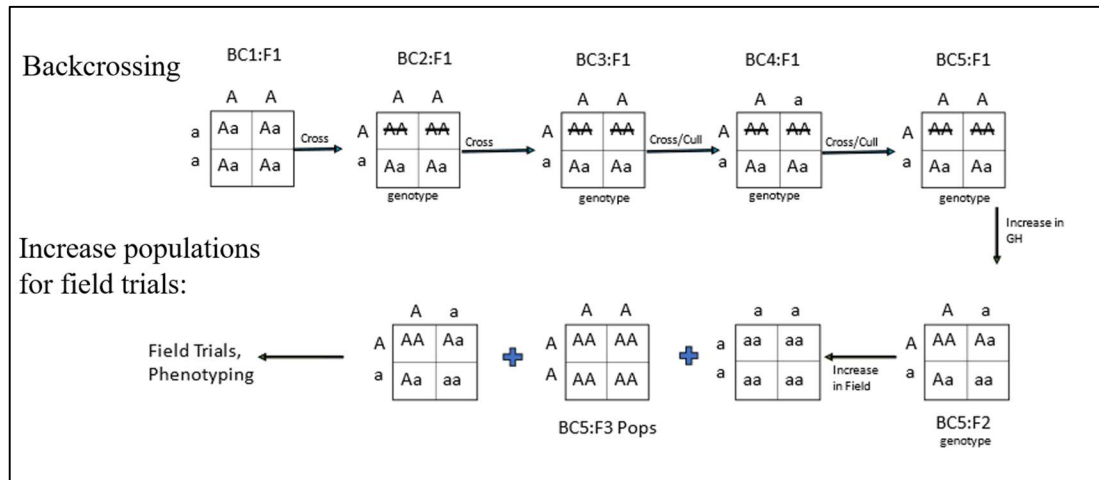 Backcrossing
BC1:F1
BC2:F1
BC3:F1
BC4:F1
BC5:F1
A A
A A
A A
A a
A A
a Aa Aa
a Aa Aa
Cross
A AA AA
a Aa Aa
genotype
Cross
A AA AA
a Aa Aa
genotype
Cross/Cull
A AA AA
a Aa Aa
genotype
Cross/Cull
A AA AA
a Aa Aa
genotype
Increase in
GH
Increase populations
for field trials:
Field Trials,
Phenotyping
A a
A AA Aa
a Aa aa
A A
A AA AA
A AA AA
BC5:F3 Pops
a a
a aa aa
a aa aa
Increase
in Field
A a
A AA Aa
a Aa aa
BC5:F2
genotype